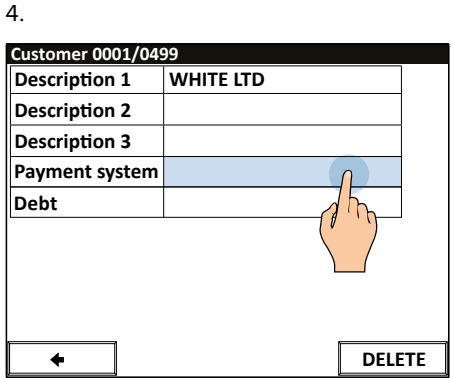 4.
Customer 0001/0499
Description 1 WHITE LTD
Description 2
Description 3
Payment system
Debt
DELETE